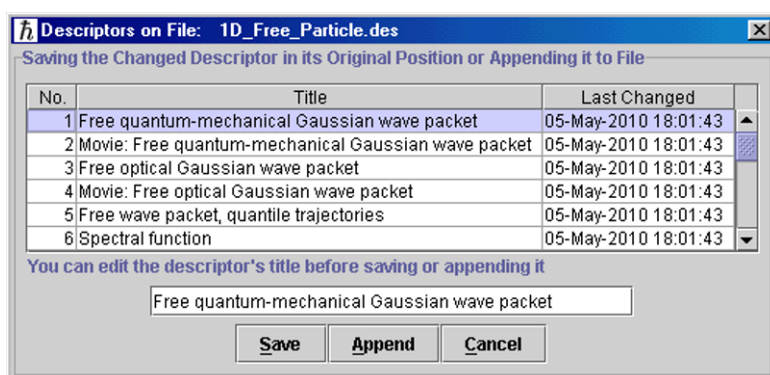 ℏ Descriptors on File: 1D_Free_Particle.des
Saving the Changed Descriptor in its Original Position or Appending it to File
No. Title Last Changed
1 Free quantum-mechanical Gaussian wave packet 05-May-2010 18:01:43
2 Movie: Free quantum-mechanical Gaussian wave packet 05-May-2010 18:01:43
3 Free optical Gaussian wave packet 05-May-2010 18:01:43
4 Movie: Free optical Gaussian wave packet 05-May-2010 18:01:43
5 Free wave packet, quantile trajectories 05-May-2010 18:01:43
6 Spectral function 05-May-2010 18:01:43
You can edit the descriptor's title before saving or appending it
Free quantum-mechanical Gaussian wave packet
Save Append Cancel